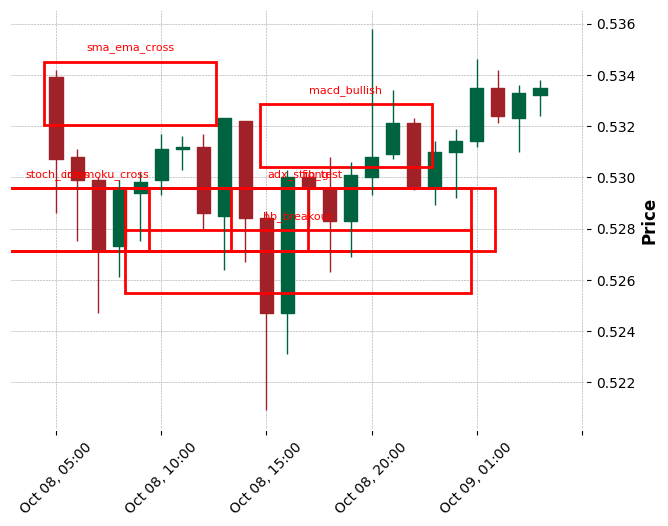 sma_ema_cross
macd_bullish
stoch_cross
ichimoku_cross
adx_strong
fib_test
bb_breakout
0.536
0.534
0.532
0.530
0.528
0.526
0.524
0.522
Price
Oct 08, 05:00
Oct 08, 10:00
Oct 08, 15:00
Oct 08, 20:00
Oct 09, 01:00